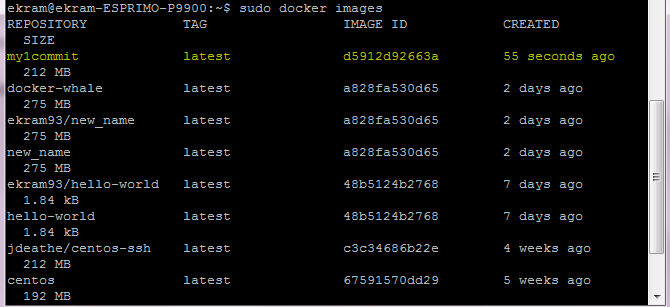 ekram@ekram-ESPRIMO-P9900:~$ sudo docker images
REPOSITORY TAG IMAGE ID CREATED
SIZE
my1commit latest d5912d92663a 55 seconds ago
212 MB
docker-whale latest a828fa530d65 2 days ago
275 MB
ekram93/new_name latest a828fa530d65 2 days ago
275 MB
new_name latest a828fa530d65 2 days ago
275 MB
ekram93/hello-world latest 48b5124b2768 7 days ago
1.84 kB
hello-world latest 48b5124b2768 7 days ago
1.84 kB
jdeathe/centos-ssh latest c3c34686b22e 4 weeks ago
212 MB
centos latest 67591570dd29 5 weeks ago
192 MB